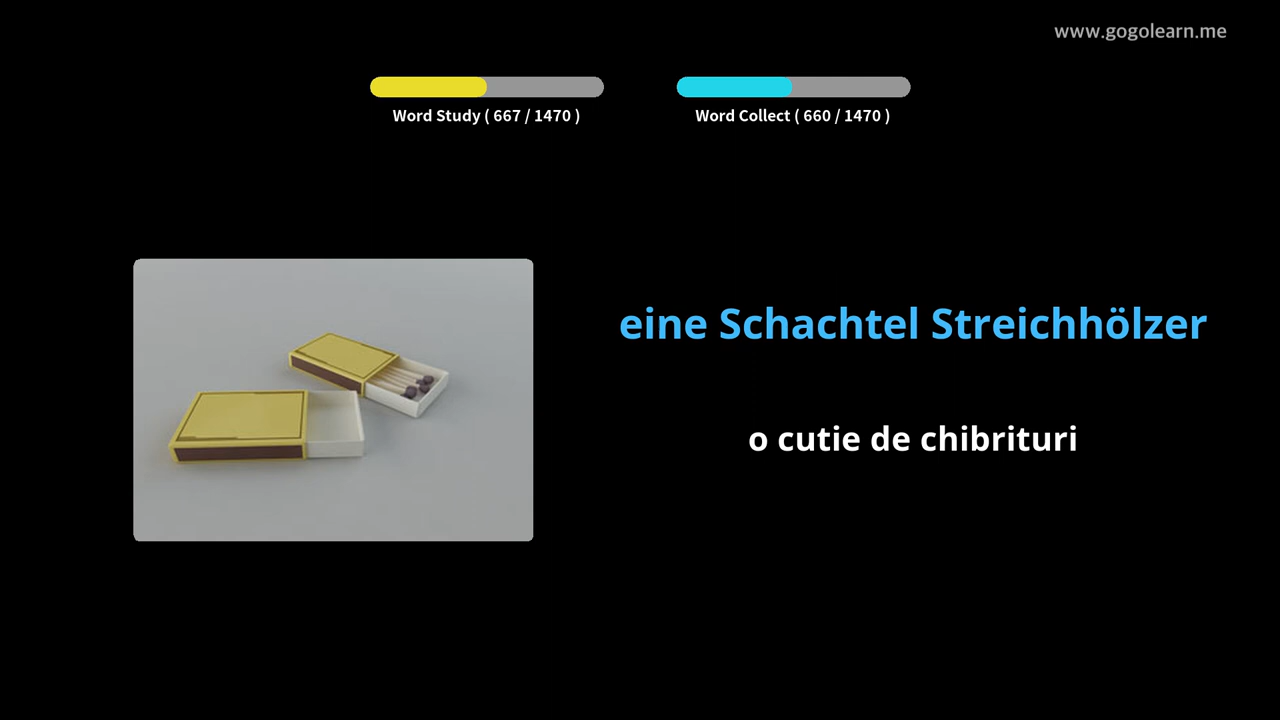 www.gogolearn.me
Word Study ( 667 / 1470 )
Word Collect ( 660 / 1470 )
eine Schachtel Streichhölzer
o cutie de chibrituri